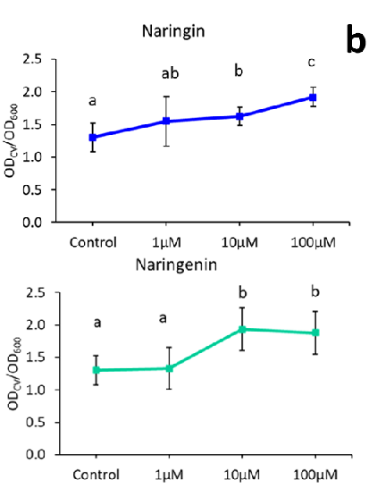 Naringin
b
OD_CV/OD_600
2.5
2.0
1.5
1.0
0.5
0.0
a
ab
b
c
Control 1μM 10μM 100μM
Naringenin
OD_CV/OD_600
2.5
2.0
1.5
1.0
0.5
0.0
a
a
b
b
Control 1μM 10μM 100μM